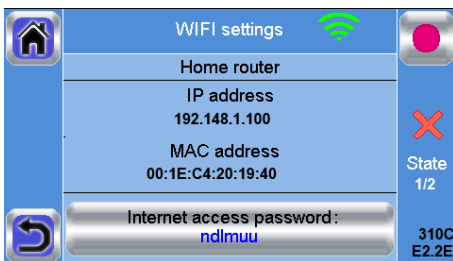 WIFI settings
Home router
IP address
192.148.1.100
MAC address
00:1E:C4:20:19:40
State
1/2
Internet access password:
ndlmuu
310C
E2.2E